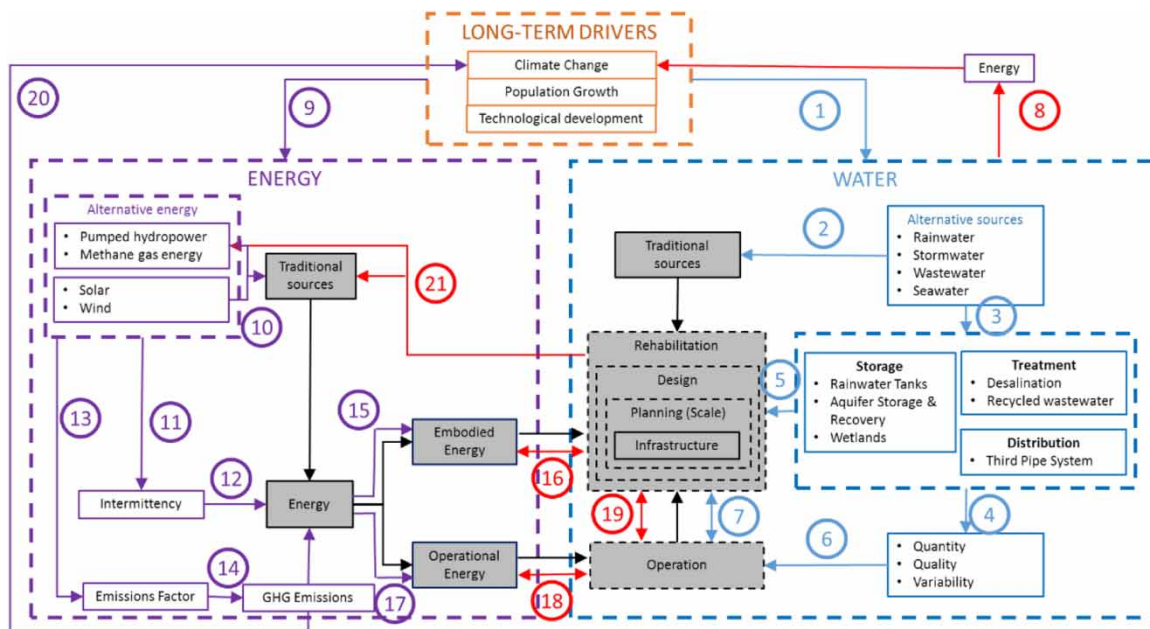 LONG-TERM DRIVERS
Climate Change
Population Growth
Technological development
Energy
20
9
1
8
ENERGY
WATER
Alternative energy
• Pumped hydropower
• Methane gas energy
• Solar
• Wind
10
Traditional
sources
21
Traditional
sources
2
Alternative sources
• Rainwater
• Stormwater
• Wastewater
• Seawater
3
Rehabilitation
Design
Planning (Scale)
Infrastructure
5
Storage
• Rainwater Tanks
• Aquifer Storage &
Recovery
• Wetlands
Treatment
• Desalination
• Recycled wastewater
Distribution
• Third Pipe System
13
11
15
Embodied
Energy
16
Intermittency
12
Energy
19
7
4
Operational
Energy
18
Operation
6
• Quantity
• Quality
• Variability
Emissions Factor
14
GHG Emissions
17